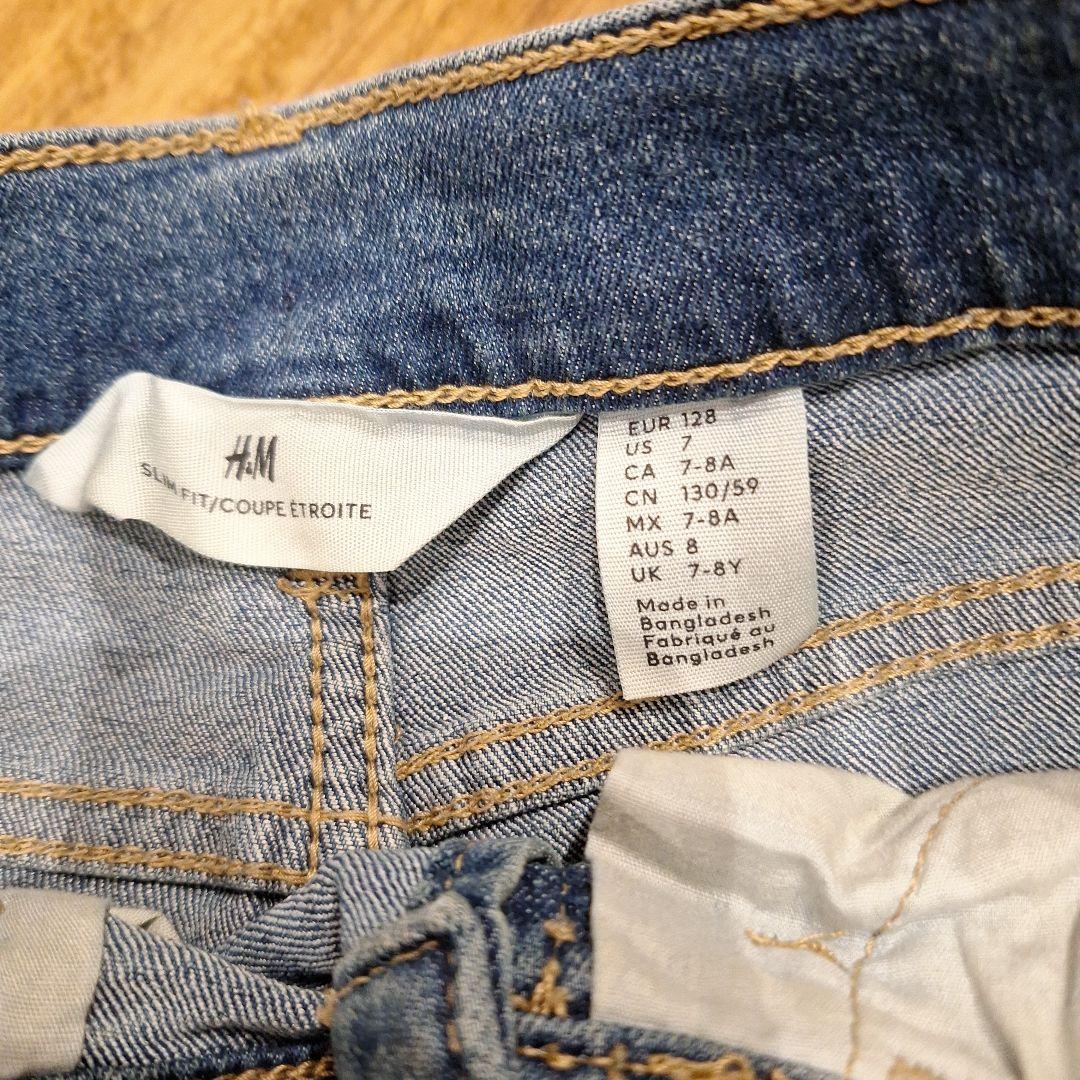 H&M
SLIM FIT/COUPE ÉTROITE
EUR 128
US 7
CA 7-8A
CN 130/59
MX 7-8A
AUS 8
UK 7-8Y
Made in
Bangladesh
Fabriqué au
Bangladesh